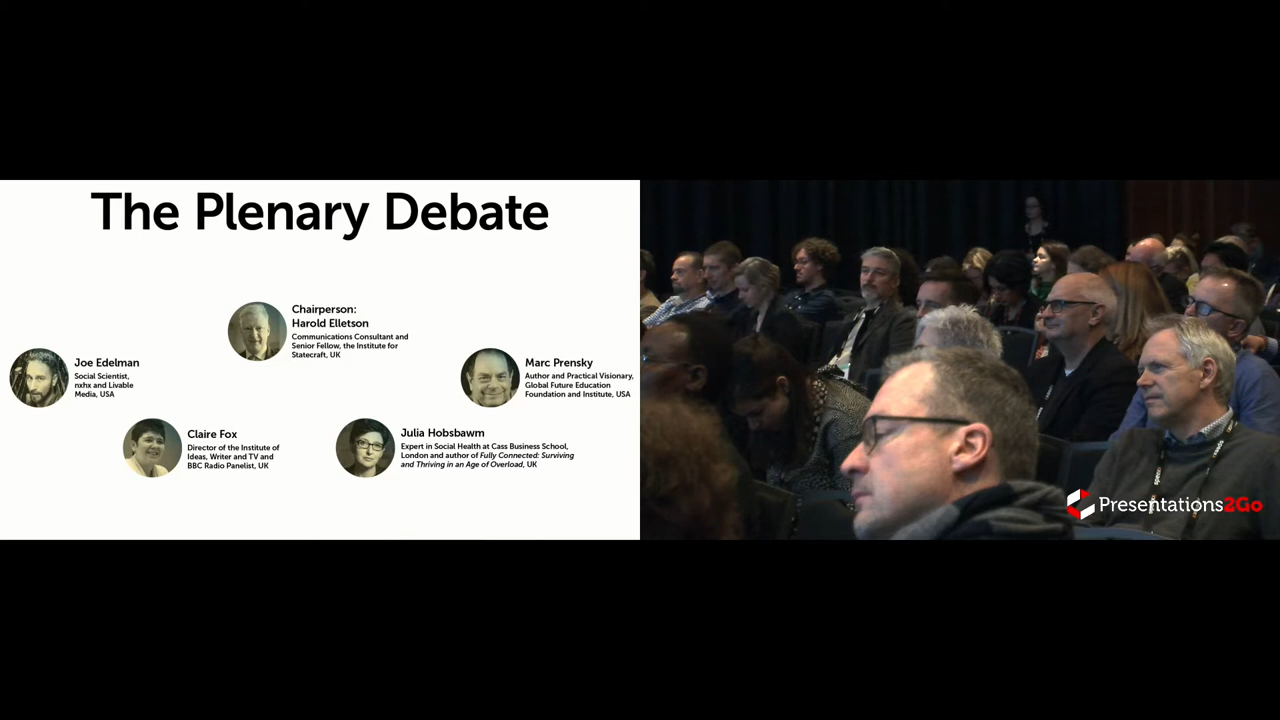 The Plenary Debate
Chairperson:
Harold Elletson
Communications Consultant and
Senior Fellow, the Institute for
Statecraft, UK
Joe Edelman
Social Scientist,
nxhx and Livable
Media, USA
Marc Prensky
Author and Practical Visionary,
Global Future Education
Foundation and Institute, USA
Claire Fox
Director of the Institute of
Ideas, Writer and TV and
BBC Radio Panelist, UK
Julia Hobsbawm
Expert in Social Health at Cass Business School,
London and author of Fully Connected: Surviving
and Thriving in an Age of Overload, UK
Presentations2Go